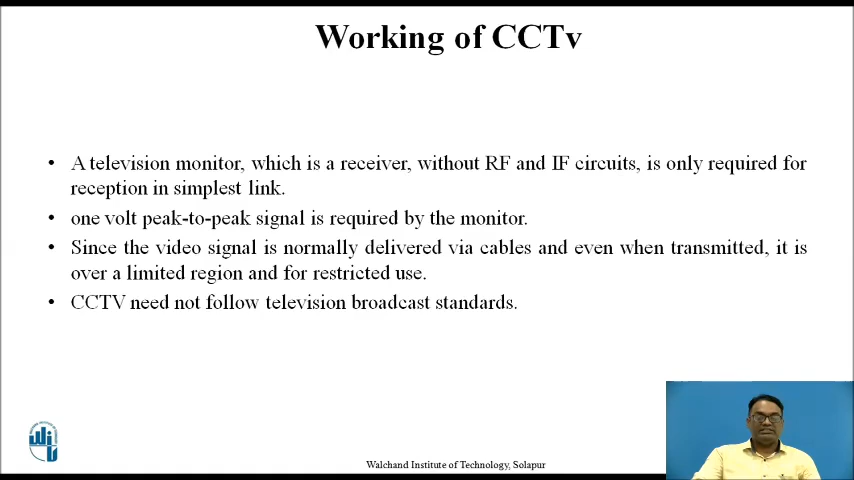 Working of CCTv
• A television monitor, which is a receiver, without RF and IF circuits, is only required for
reception in simplest link.
• one volt peak-to-peak signal is required by the monitor.
• Since the video signal is normally delivered via cables and even when transmitted, it is
over a limited region and for restricted use.
• CCTV need not follow television broadcast standards.
Walchand Institute of Technology, Solapur